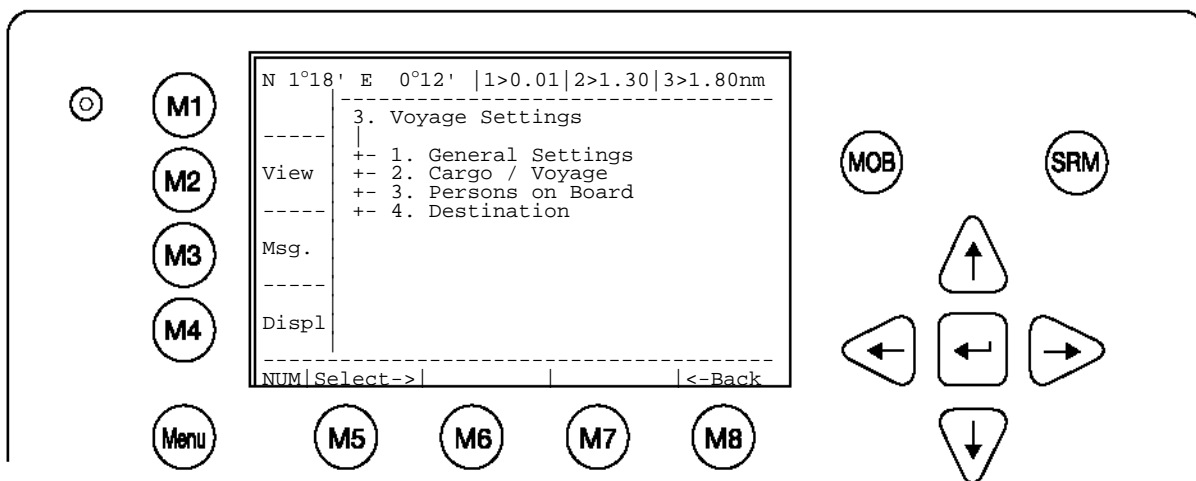 N 1°18' E 0°12' |1>0.01|2>1.30|3>1.80nm
M1
3. Voyage Settings
+- 1. General Settings
View
+- 2. Cargo / Voyage
+- 3. Persons on Board
+- 4. Destination
M2
MOB
SRM
Msg.
M3
Displ
M4
NUM|Select->| | |<-Back
Menu
M5
M6
M7
M8